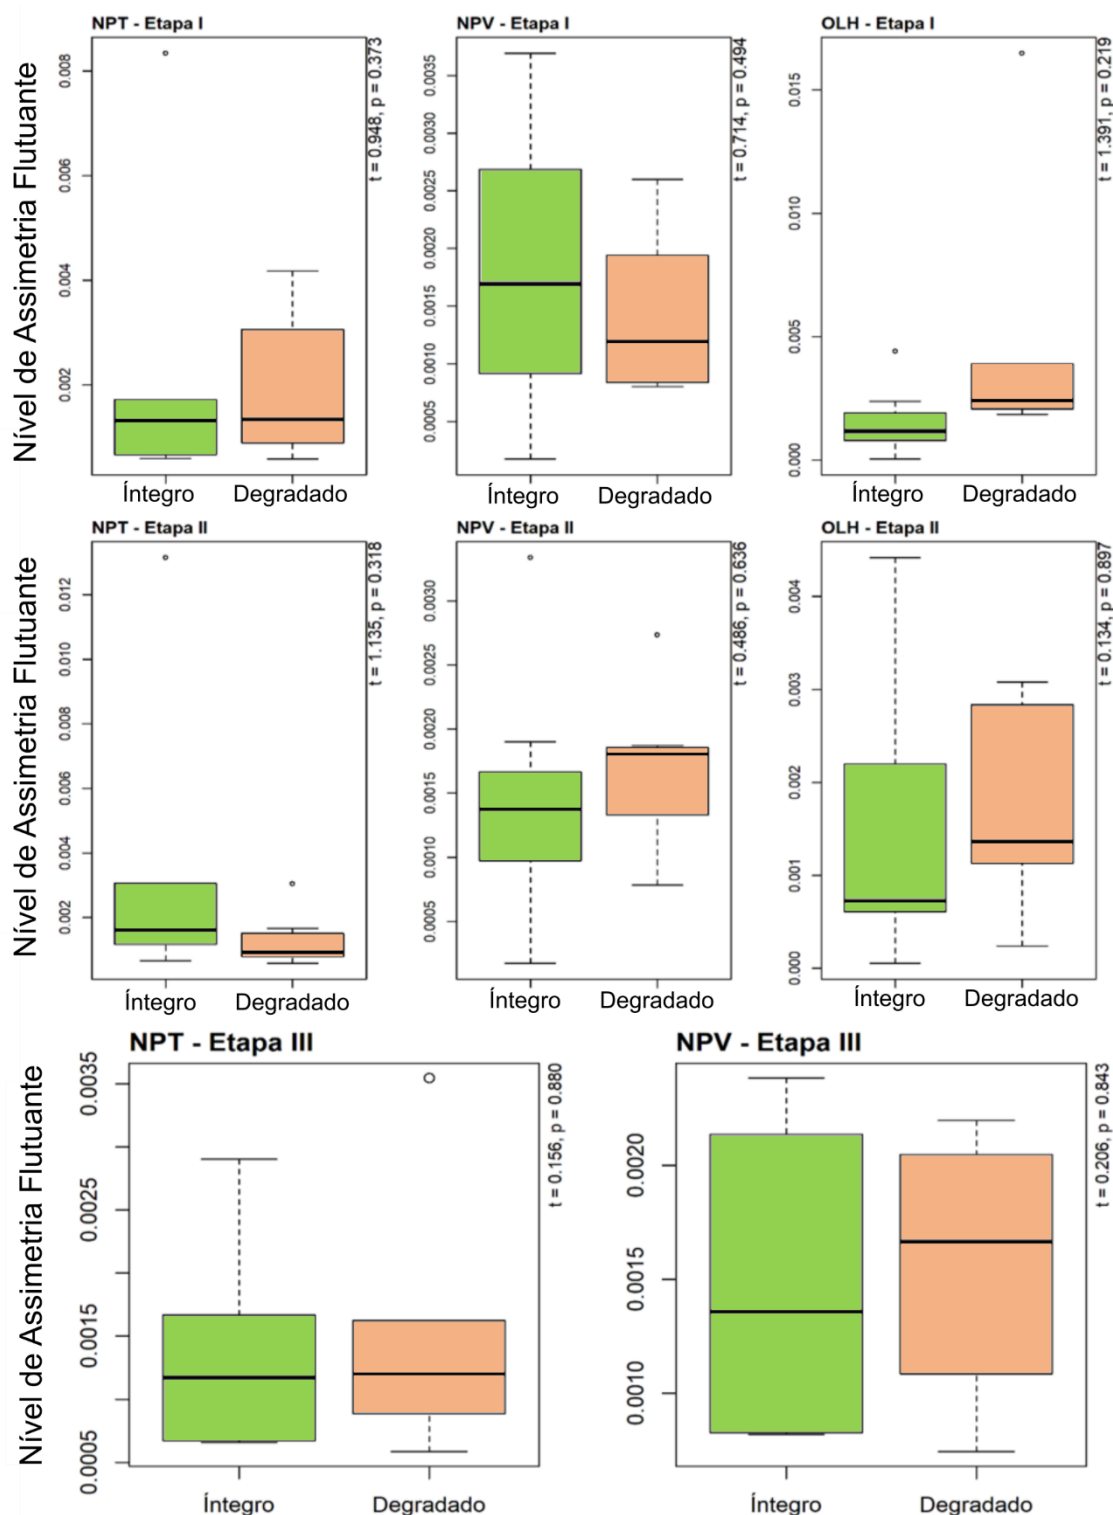 NPT - Etapa I
Nível de Assimetria Flutuante
0.008
0.006
0.004
0.002
Íntegro
Degradado
t = 0.948, p = 0.373
NPV - Etapa I
0.0035
0.0030
0.0025
0.0020
0.0015
0.0010
0.0005
Íntegro
Degradado
t = 0.714, p = 0.494
OLH - Etapa I
0.015
0.010
0.005
0.000
Íntegro
Degradado
t = 1.391, p = 0.219
NPT - Etapa II
Nível de Assimetria Flutuante
0.012
0.010
0.008
0.006
0.004
0.002
Íntegro
Degradado
t = 1.135, p = 0.318
NPV - Etapa II
0.0030
0.0025
0.0020
0.0015
0.0010
0.0005
Íntegro
Degradado
t = 0.486, p = 0.636
OLH - Etapa II
0.004
0.003
0.002
0.001
0.000
Íntegro
Degradado
t = 0.134, p = 0.897
NPT - Etapa III
Nível de Assimetria Flutuante
0.0035
0.0025
0.0015
0.0005
Íntegro
Degradado
t = 0.156, p = 0.880
NPV - Etapa III
0.0020
0.0015
0.0010
Íntegro
Degradado
t = 0.206, p = 0.843